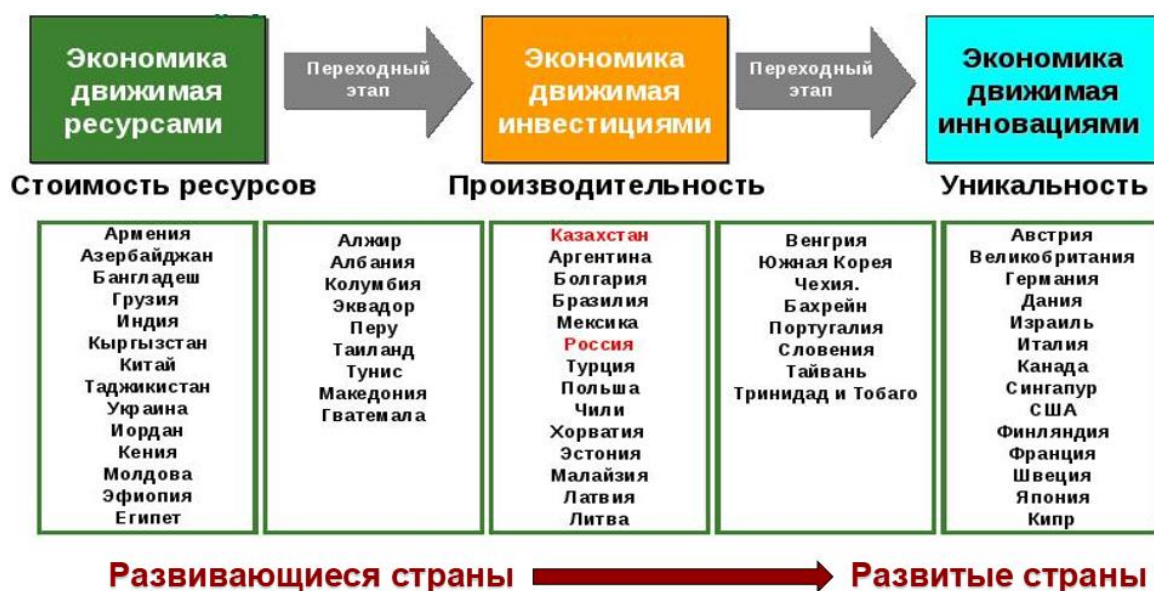 Экономика
движимая
ресурсами
Переходный
этап
Экономика
движимая
инвестициями
Переходный
этап
Экономика
движимая
инновациями
Стоимость ресурсов
Производительность
Уникальность
Армения
Азербайджан
Бангладеш
Грузия
Индия
Кыргызстан
Китай
Таджикистан
Украина
Иордан
Кения
Молдова
Эфиопия
Египет
Алжир
Албания
Колумбия
Эквадор
Перу
Таиланд
Тунис
Македония
Гватемала
Казахстан
Аргентина
Болгария
Бразилия
Мексика
Россия
Турция
Польша
Чили
Хорватия
Эстония
Малайзия
Латвия
Литва
Венгрия
Южная Корея
Чехия.
Бахрейн
Португалия
Словения
Тайвань
Тринидад и Тобаго
Австрия
Великобритания
Германия
Дания
Израиль
Италия
Канада
Сингапур
США
Финляндия
Франция
Швеция
Япония
Кипр
Развивающиеся страны
Развитые страны